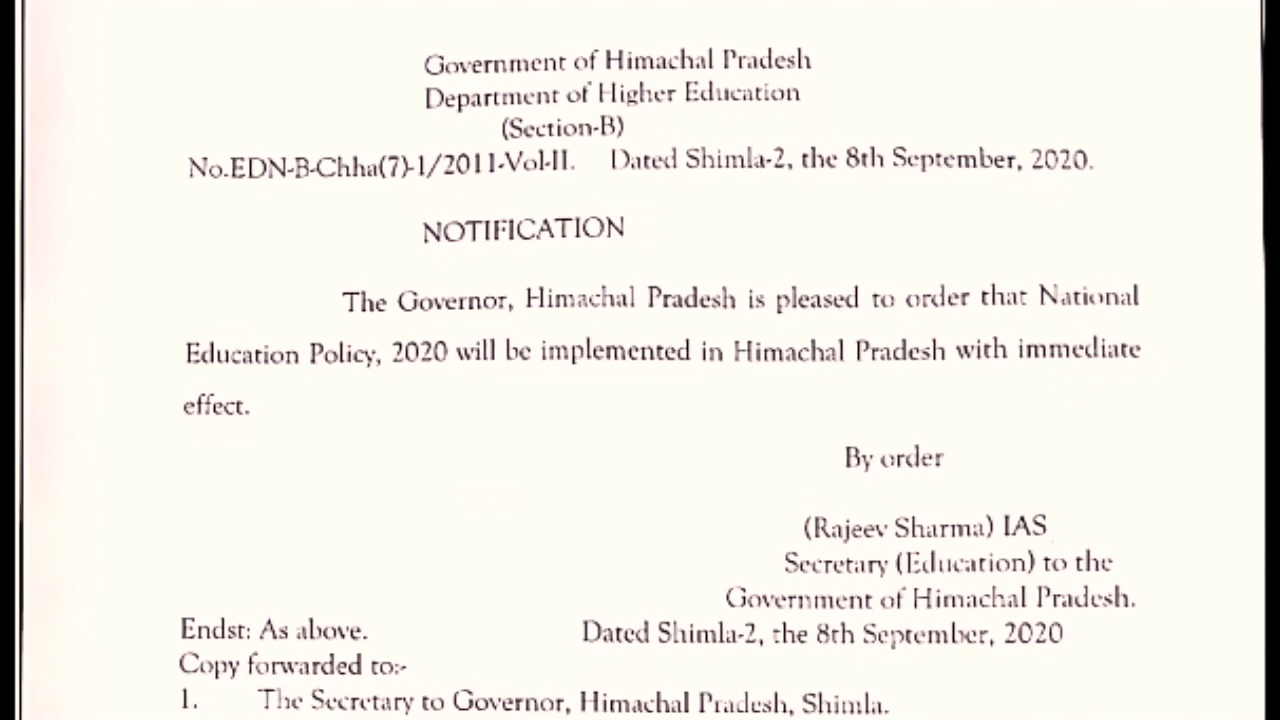 Government of Himachal Pradesh
Department of Higher Education
(Section-B)
No.EDN-B-Chha(7)-1/2011-Vol-II. Dated Shimla-2, the 8th September, 2020.
NOTIFICATION
The Governor, Himachal Pradesh is pleased to order that National
Education Policy, 2020 will be implemented in Himachal Pradesh with immediate
effect.
By order
(Rajeev Sharma) IAS
Secretary (Education) to the
Government of Himachal Pradesh.
Endst: As above. Dated Shimla-2, the 8th September, 2020
Copy forwarded to:-
1. The Secretary to Governor, Himachal Pradesh, Shimla.